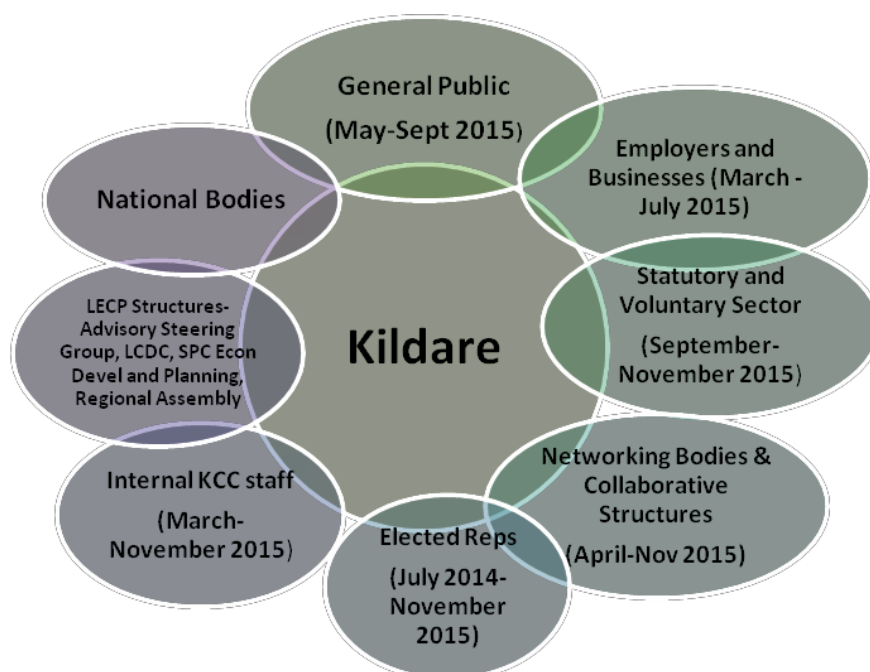 General Public
(May-Sept 2015)
Employers and
Businesses (March -
July 2015)
Statutory and
Voluntary Sector
(September-
November 2015)
Networking Bodies &
Collaborative
Structures
(April-Nov 2015)
Elected Reps
(July 2014-
November
2015)
Internal KCC staff
(March-
November 2015)
LECP Structures-
Advisory Steering
Group, LCDC, SPC Econ
Devel and Planning,
Regional Assembly
National Bodies
Kildare